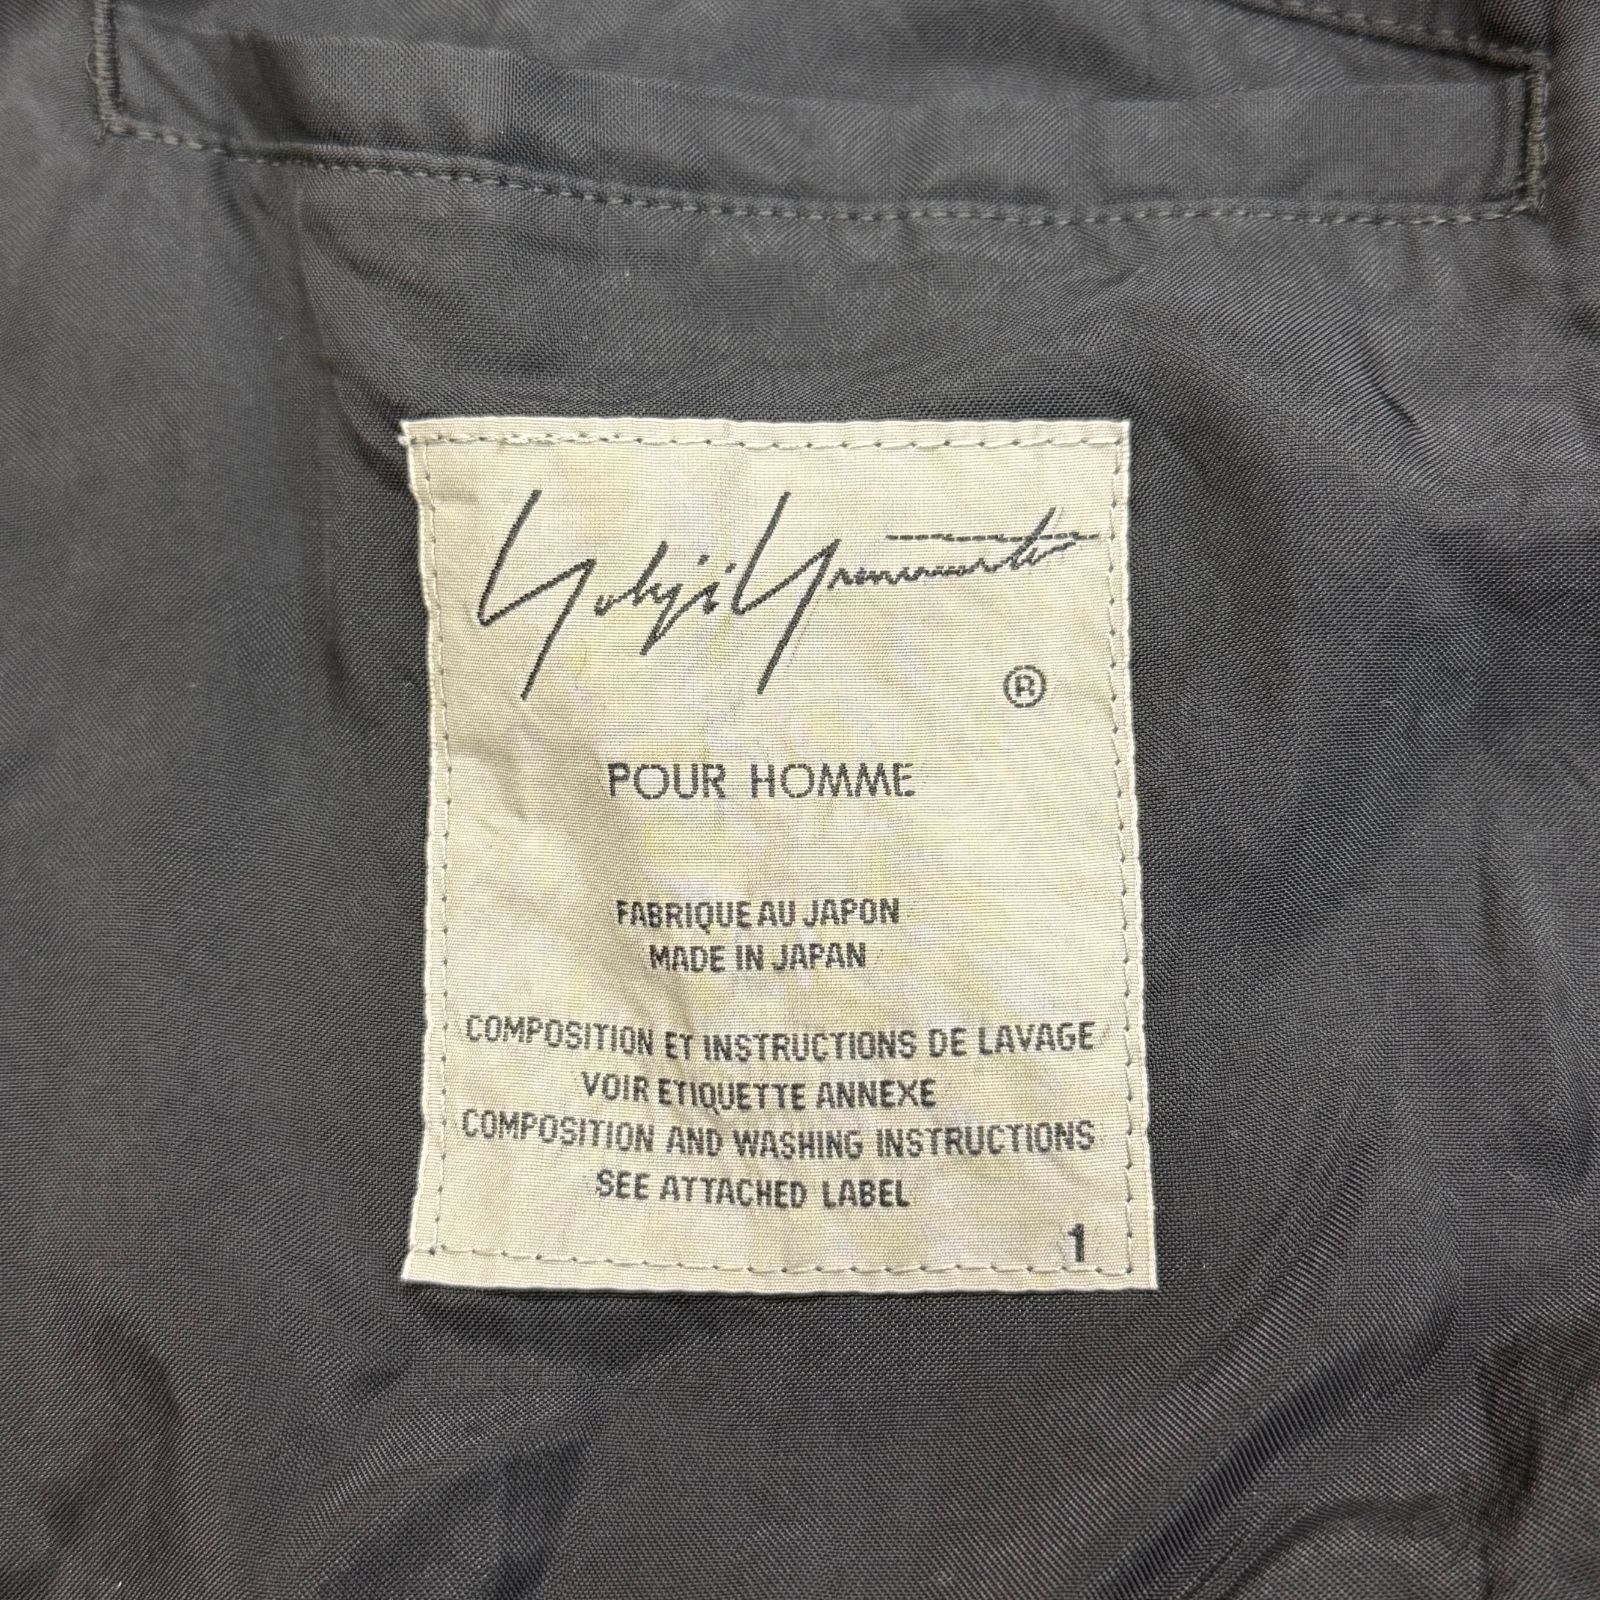 Yohji Yamamoto
®
POUR HOMME
FABRIQUE AU JAPON
MADE IN JAPAN
COMPOSITION ET INSTRUCTIONS DE LAVAGE
VOIR ETIQUETTE ANNEXE
COMPOSITION AND WASHING INSTRUCTIONS
SEE ATTACHED LABEL
1